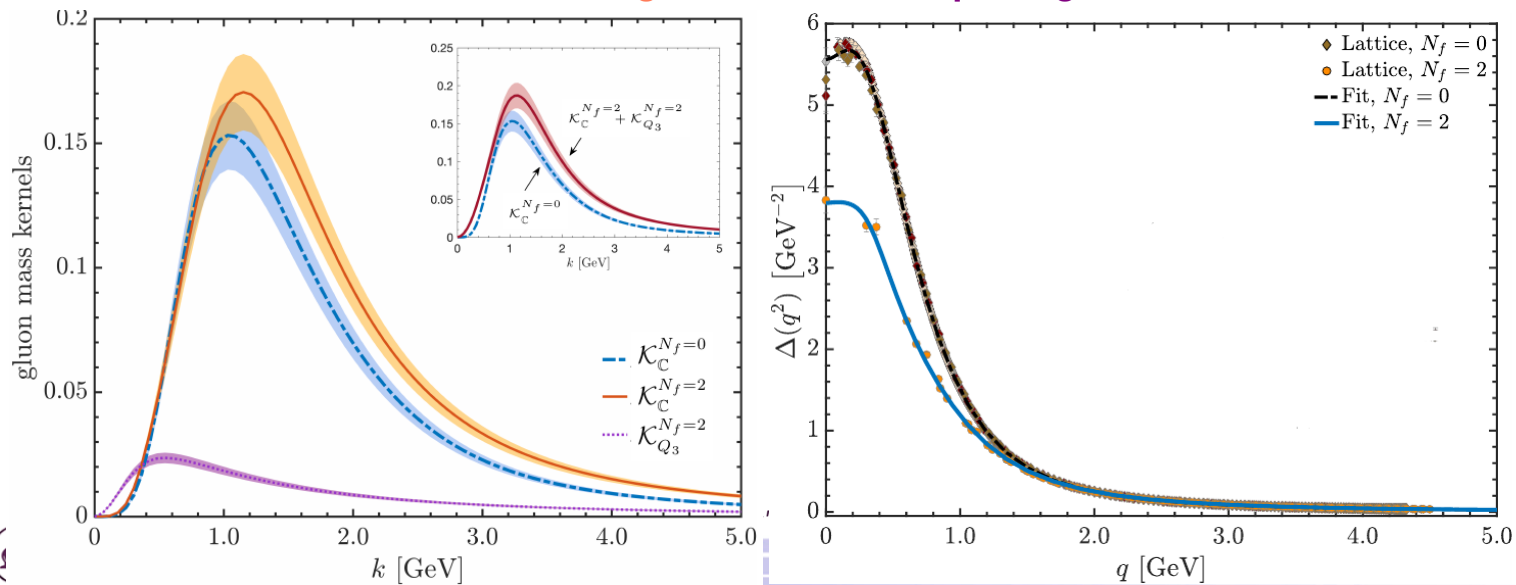 0.2
0.15
0.1
0.05
0
gluon mass kernels
0 1.0 2.0 3.0 4.0 5.0
k [GeV]
0.25
0.2
0.15
0.1
0.05
0
0 1 2 3 4 5
k [GeV]
𝒦_ℂ^{N_f=2} + 𝒦_{Q_3}^{N_f=2}
𝒦_ℂ^{N_f=0}
𝒦_ℂ^{N_f=0}
𝒦_ℂ^{N_f=2}
𝒦_{Q_3}^{N_f=2}
6
5
4
3
2
1
0
Δ(q²) [GeV⁻²]
Lattice, N_f = 0
Lattice, N_f = 2
Fit, N_f = 0
Fit, N_f = 2
0 1.0 2.0 3.0 4.0 5.0
q [GeV]